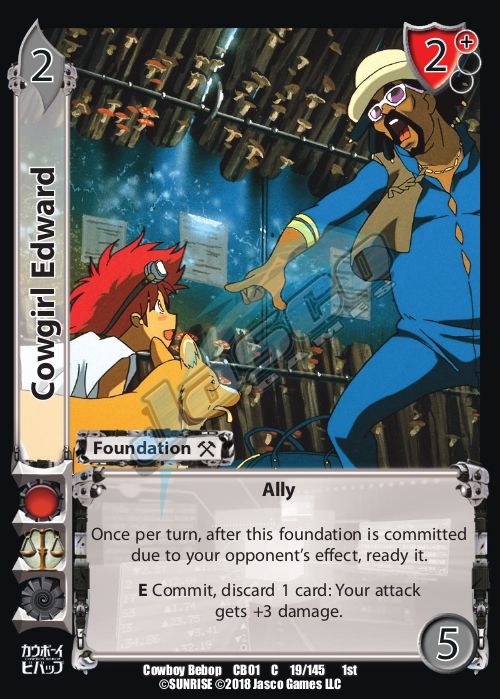 2
2
+
Cowgirl Edward
Jasco
Foundation
Ally
Once per turn, after this foundation is committed
due to your opponent's effect, ready it.
E Commit, discard 1 card: Your attack
gets +3 damage.
5
カウボーイ
ビバップ
Cowboy Bebop CB01 C 19/145 1st
©SUNRISE ©2018 Jasco Games LLC